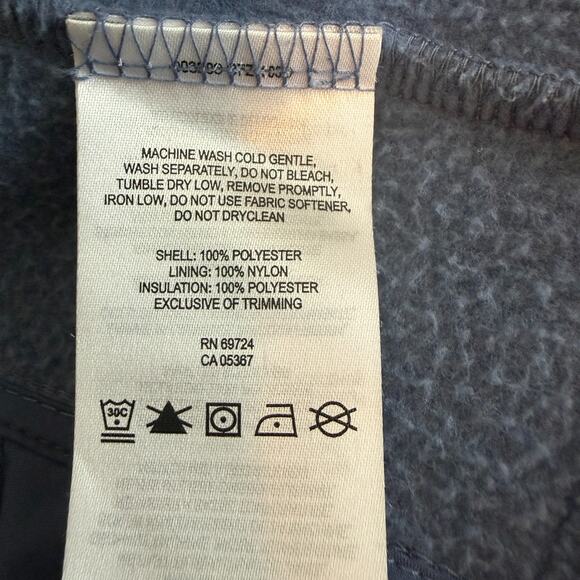 MACHINE WASH COLD GENTLE,
WASH SEPARATELY, DO NOT BLEACH,
TUMBLE DRY LOW, REMOVE PROMPTLY,
IRON LOW, DO NOT USE FABRIC SOFTENER,
DO NOT DRYCLEAN
SHELL: 100% POLYESTER
LINING: 100% NYLON
INSULATION: 100% POLYESTER
EXCLUSIVE OF TRIMMING
RN 69724
CA 05367
30C